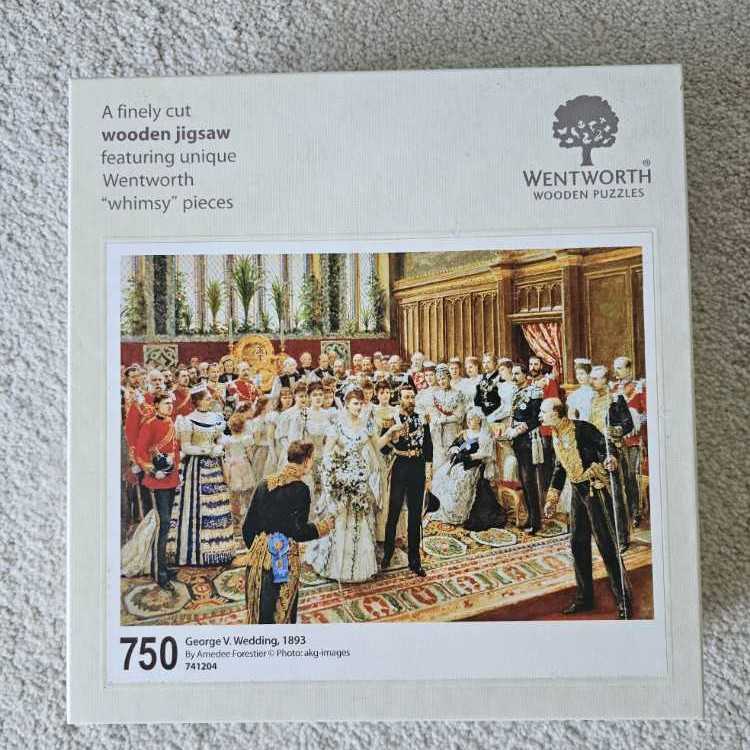 A finely cut
wooden jigsaw
featuring unique
Wentworth
“whimsy” pieces
WENTWORTH®
WOODEN PUZZLES
750
George V. Wedding, 1893
By Amedee Forestier © Photo: akg-images
741204